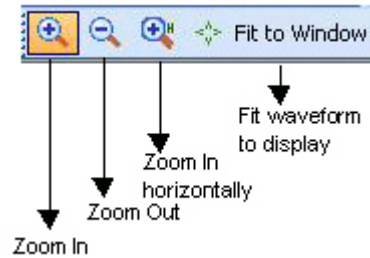 H
Fit to Window
Fit waveform
to display
Zoom In
horizontally
Zoom Out
Zoom In